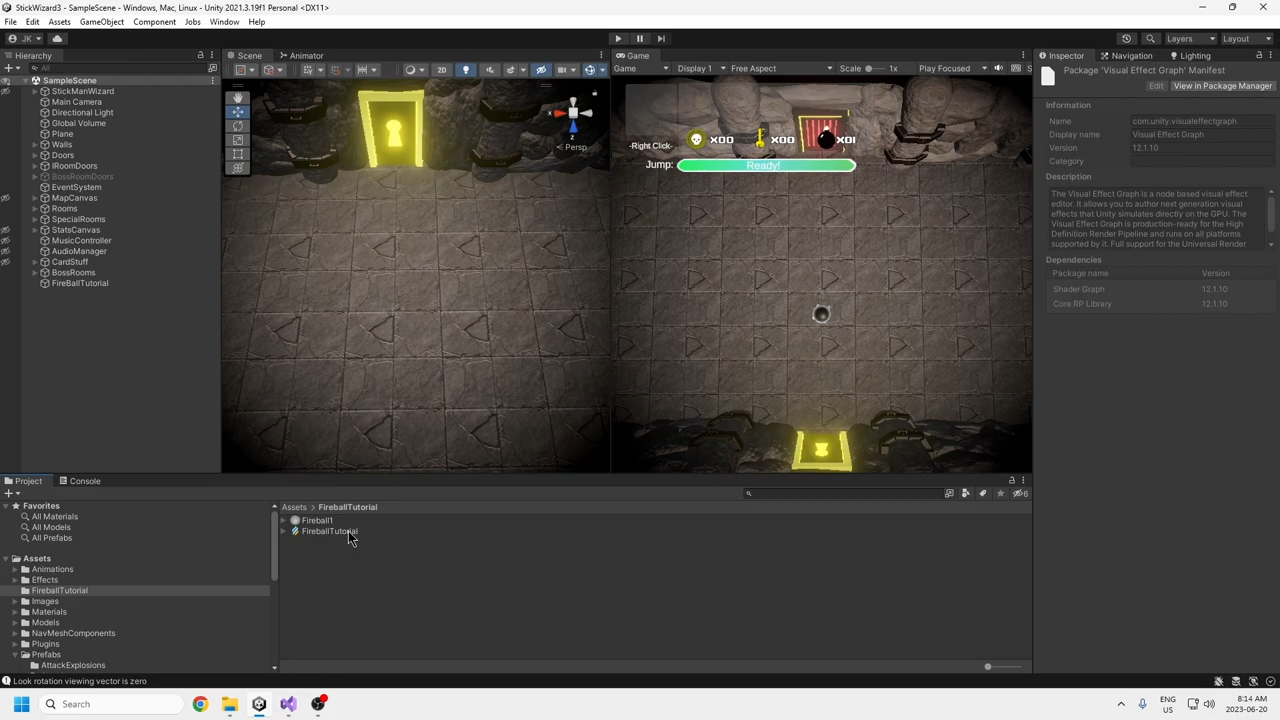 StickWizard3 - SampleScene - Windows, Mac, Linux - Unity 2021.3.19f1 Personal <DX11>
File Edit Assets GameObject Component Jobs Window Help
JK Layers Layout
Hierarchy Scene Animator Game Inspector Navigation Lighting
All 2D Game Display 1 Free Aspect Scale 1x Play Focused S
Package 'Visual Effect Graph' Manifest
Edit View in Package Manager
SampleScene
StickManWizard
Main Camera
Directional Light
Global Volume
Plane
Walls
Doors
RoomDoors
BossRoomDoors
EventSystem
MapCanvas
Rooms
SpecialRooms
StatsCanvas
MusicController
AudioManager
CardStuff
BossRooms
FireBallTutorial
Persp
X00 X00 X01
-Right Click-
Jump: Ready!
Information
Name com.unity.visualeffectgraph
Display name Visual Effect Graph
Version 12.1.10
Category
Description
The Visual Effect Graph is a node based visual effect
editor. It allows you to author next generation visual
effects that Unity simulates directly on the GPU. The
Visual Effect Graph is production-ready for the High
Definition Render Pipeline and runs on all platforms
supported by it. Full support for the Universal Render
Dependencies
Package name Version
Shader Graph 12.1.10
Core RP Library 12.1.10
Project Console
6
Favorites
All Materials
All Models
All Prefabs
Assets
Animations
Effects
FireballTutorial
Images
Materials
Models
NavMeshComponents
Plugins
Prefabs
AttackExplosions
Assets > FireballTutorial
Fireball1
FireballTutorial
Look rotation viewing vector is zero
Search
ENG
US
8:14 AM
2023-06-20